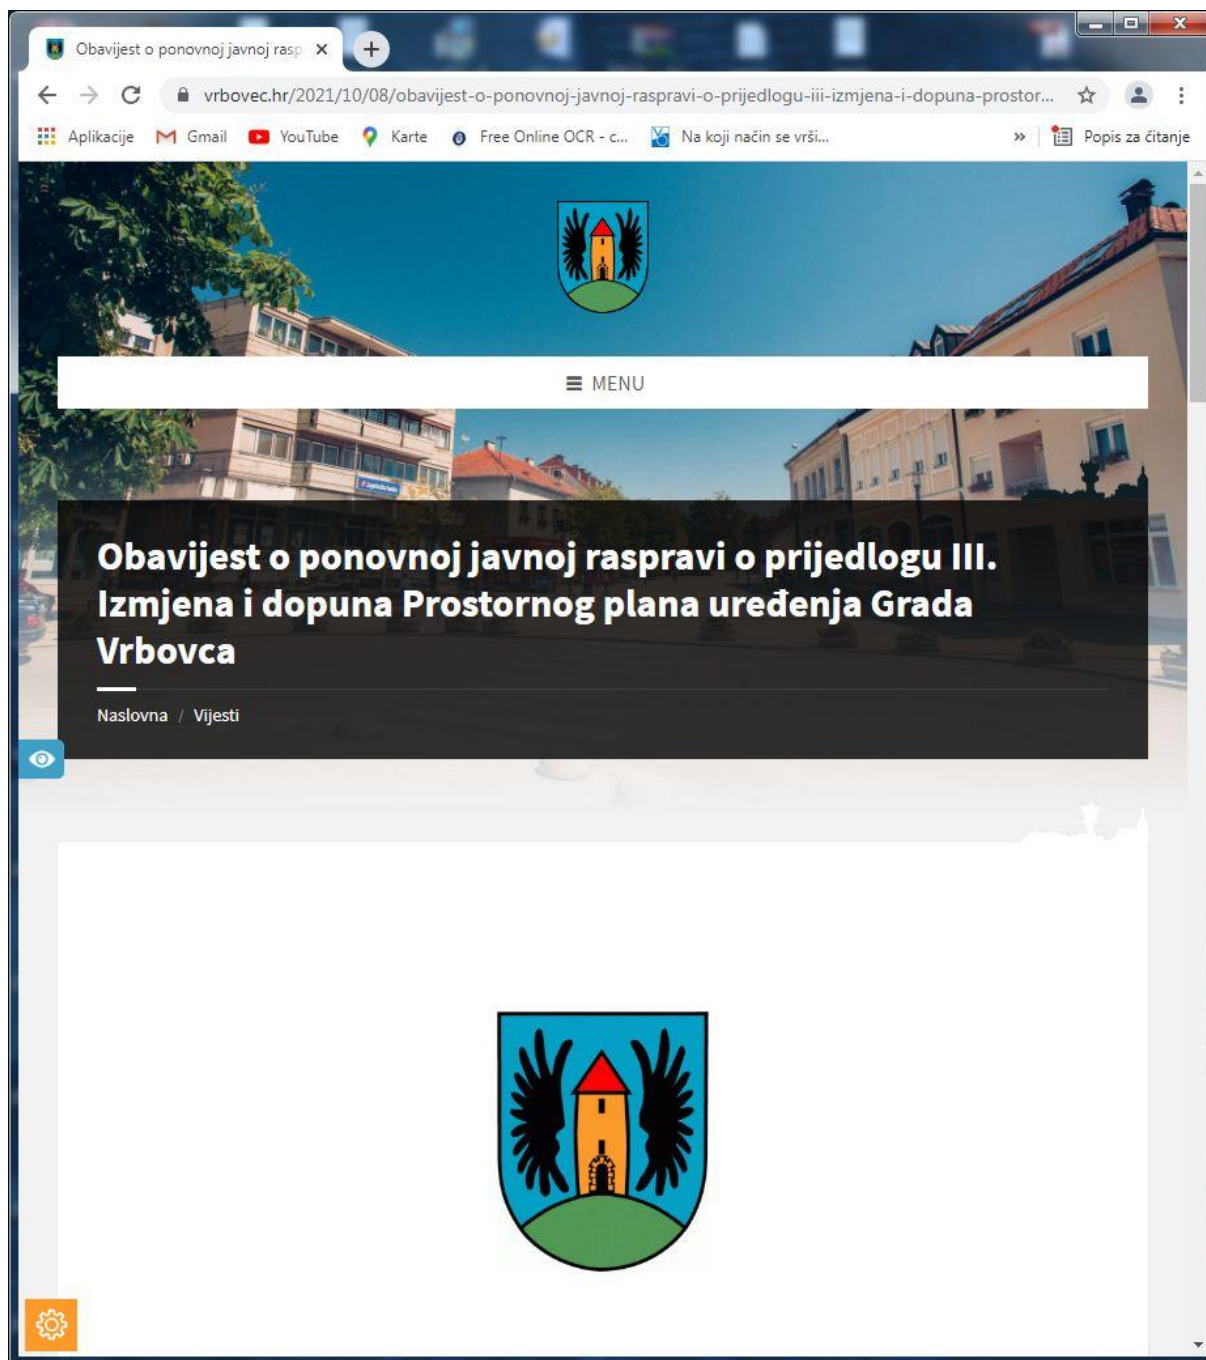 Obavijest o ponovnoj javnoj rasp
vrbovec.hr/2021/10/08/obavijest-o-ponovnoj-javnoj-raspravi-o-prijedlogu-iii-izmjena-i-dopuna-prostor...
Aplikacije Gmail YouTube Karte Free Online OCR - c... Na koji način se vrši... » Popis za čitanje
MENU
Obavijest o ponovnoj javnoj raspravi o prijedlogu III.
Izmjena i dopuna Prostornog plana uređenja Grada
Vrbovca
Naslovna / Vijesti